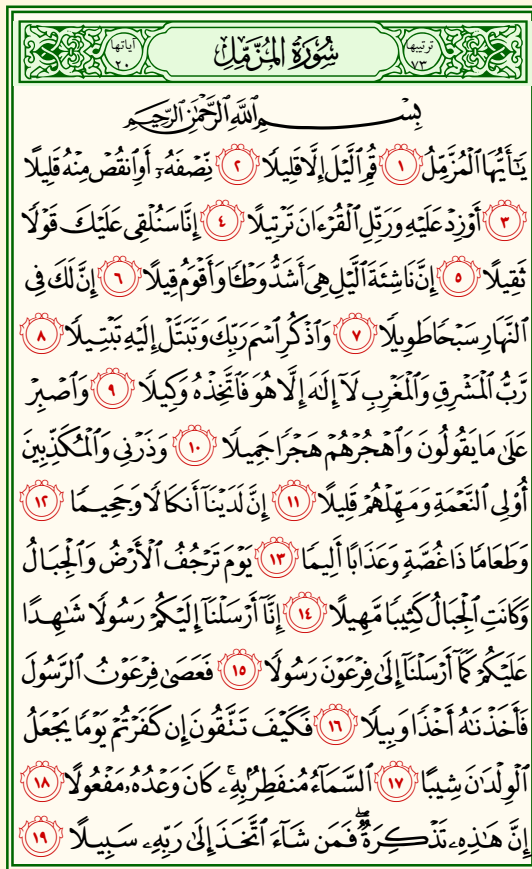 ترتيبها ٧٣ سُورَةُ المُزَّمِّلِ آياتها ٢٠
بِسْمِ ٱللَّهِ ٱلرَّحْمَٰنِ ٱلرَّحِيمِ
يَٰٓأَيُّهَا ٱلْمُزَّمِّلُ ١ قُمِ ٱلَّيْلَ إِلَّا قَلِيلًا ٢ نِّصْفَهُۥٓ أَوِ ٱنقُصْ مِنْهُ قَلِيلًا
٣ أَوْ زِدْ عَلَيْهِ وَرَتِّلِ ٱلْقُرْءَانَ تَرْتِيلًا ٤ إِنَّا سَنُلْقِى عَلَيْكَ قَوْلًا
ثَقِيلًا ٥ إِنَّ نَاشِئَةَ ٱلَّيْلِ هِىَ أَشَدُّ وَطْـًٔا وَأَقْوَمُ قِيلًا ٦ إِنَّ لَكَ فِى
ٱلنَّهَارِ سَبْحًا طَوِيلًا ٧ وَٱذْكُرِ ٱسْمَ رَبِّكَ وَتَبَتَّلْ إِلَيْهِ تَبْتِيلًا ٨
رَّبُّ ٱلْمَشْرِقِ وَٱلْمَغْرِبِ لَآ إِلَٰهَ إِلَّا هُوَ فَٱتَّخِذْهُ وَكِيلًا ٩ وَٱصْبِرْ
عَلَىٰ مَا يَقُولُونَ وَٱهْجُرْهُمْ هَجْرًا جَمِيلًا ١٠ وَذَرْنِى وَٱلْمُكَذِّبِينَ
أُو۟لِى ٱلنَّعْمَةِ وَمَهِّلْهُمْ قَلِيلًا ١١ إِنَّ لَدَيْنَآ أَنكَالًا وَجَحِيمًا ١٢
وَطَعَامًا ذَا غُصَّةٍ وَعَذَابًا أَلِيمًا ١٣ يَوْمَ تَرْجُفُ ٱلْأَرْضُ وَٱلْجِبَالُ
وَكَانَتِ ٱلْجِبَالُ كَثِيبًا مَّهِيلًا ١٤ إِنَّآ أَرْسَلْنَآ إِلَيْكُمْ رَسُولًا شَٰهِدًا
عَلَيْكُمْ كَمَآ أَرْسَلْنَآ إِلَىٰ فِرْعَوْنَ رَسُولًا ١٥ فَعَصَىٰ فِرْعَوْنُ ٱلرَّسُولَ
فَأَخَذْنَٰهُ أَخْذًا وَبِيلًا ١٦ فَكَيْفَ تَتَّقُونَ إِن كَفَرْتُمْ يَوْمًا يَجْعَلُ
ٱلْوِلْدَٰنَ شِيبًا ١٧ ٱلسَّمَآءُ مُنفَطِرٌۢ بِهِۦ ۚ كَانَ وَعْدُهُۥ مَفْعُولًا ١٨
إِنَّ هَٰذِهِۦ تَذْكِرَةٌ ۖ فَمَن شَآءَ ٱتَّخَذَ إِلَىٰ رَبِّهِۦ سَبِيلًا ١٩